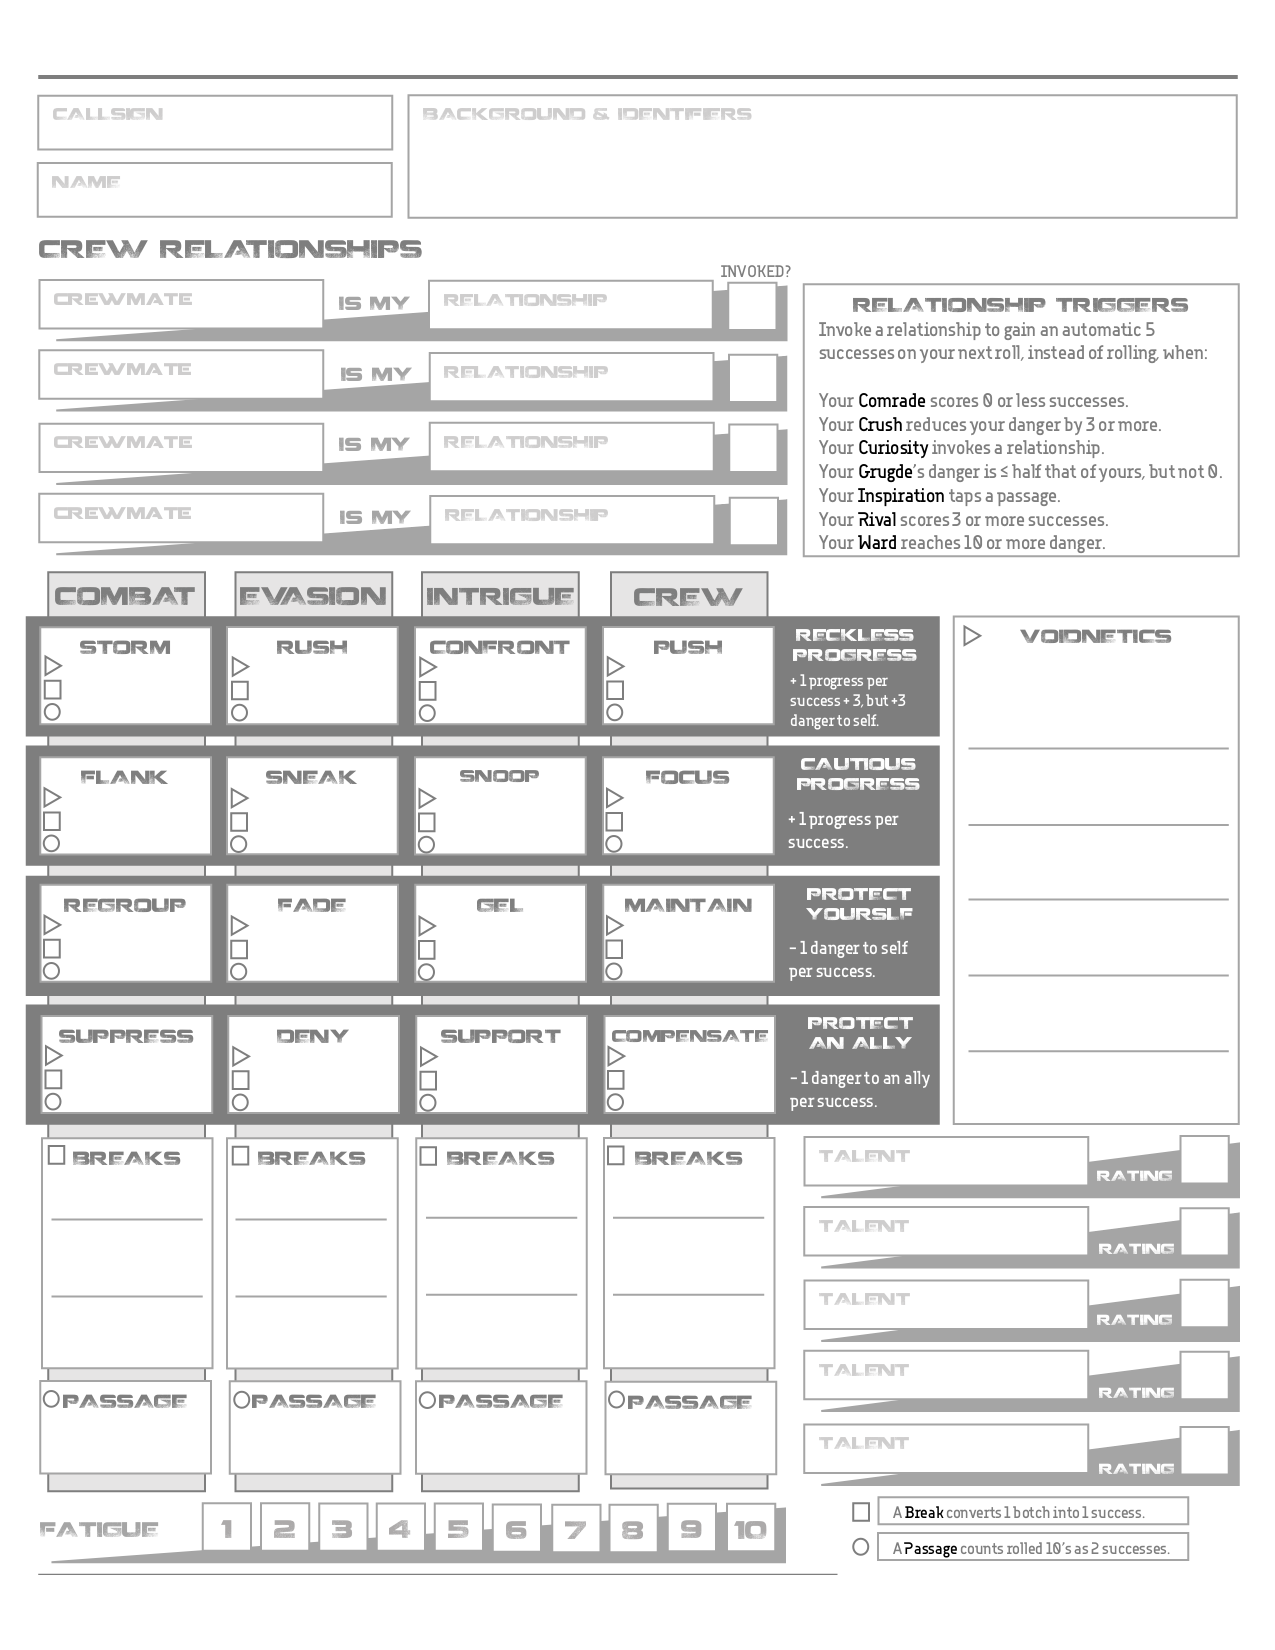 CALLSIGN
BACKGROUND & IDENTIFIERS
NAME
CREW RELATIONSHIPS
INVOKED?
CREWMATE IS MY RELATIONSHIP
CREWMATE IS MY RELATIONSHIP
CREWMATE IS MY RELATIONSHIP
CREWMATE IS MY RELATIONSHIP
RELATIONSHIP TRIGGERS
Invoke a relationship to gain an automatic 5
successes on your next roll, instead of rolling, when:
Your Comrade scores 0 or less successes.
Your Crush reduces your danger by 3 or more.
Your Curiosity invokes a relationship.
Your Grugde's danger is ≤ half that of yours, but not 0.
Your Inspiration taps a passage.
Your Rival scores 3 or more successes.
Your Ward reaches 10 or more danger.
COMBAT EVASION INTRIGUE CREW
STORM RUSH CONFRONT PUSH
RECKLESS
PROGRESS
+ 1 progress per
success + 3, but +3
danger to self.
FLANK SNEAK SNOOP FOCUS
CAUTIOUS
PROGRESS
+ 1 progress per
success.
REGROUP FADE GEL MAINTAIN
PROTECT
YOURSLF
- 1 danger to self
per success.
SUPPRESS DENY SUPPORT COMPENSATE
PROTECT
AN ALLY
- 1 danger to an ally
per success.
VOIDNETICS
BREAKS BREAKS BREAKS BREAKS
PASSAGE PASSAGE PASSAGE PASSAGE
TALENT RATING
TALENT RATING
TALENT RATING
TALENT RATING
TALENT RATING
FATIGUE 1 2 3 4 5 6 7 8 9 10
A Break converts 1 botch into 1 success.
A Passage counts rolled 10's as 2 successes.